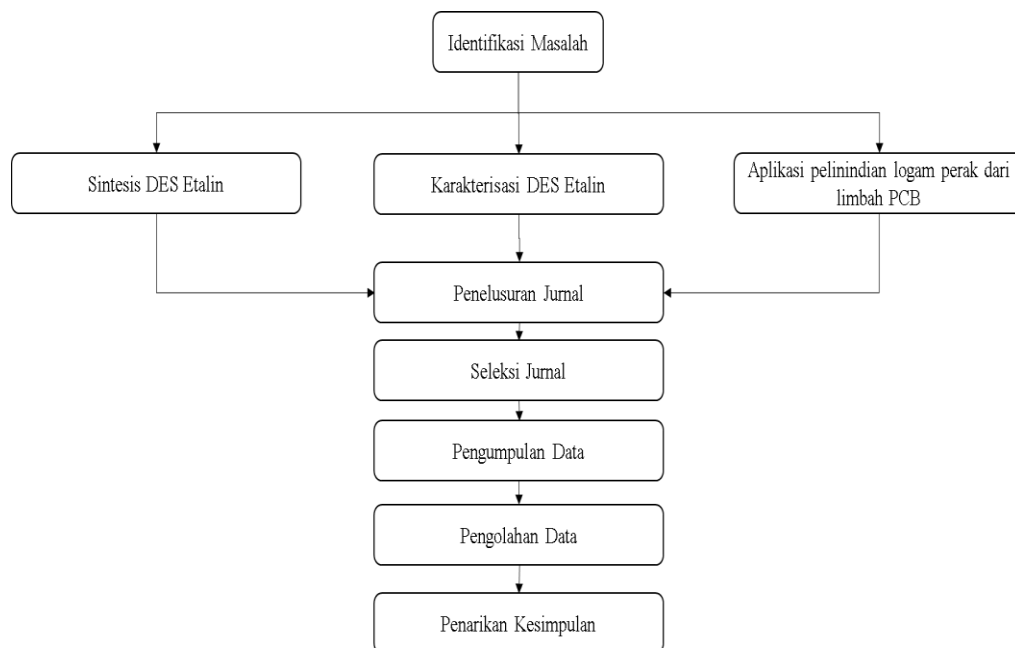 Identifikasi Masalah
Sintesis DES Etalin
Karakterisasi DES Etalin
Aplikasi pelinindian logam perak dari
limbah PCB
Penelusuran Jurnal
Seleksi Jurnal
Pengumpulan Data
Pengolahan Data
Penarikan Kesimpulan